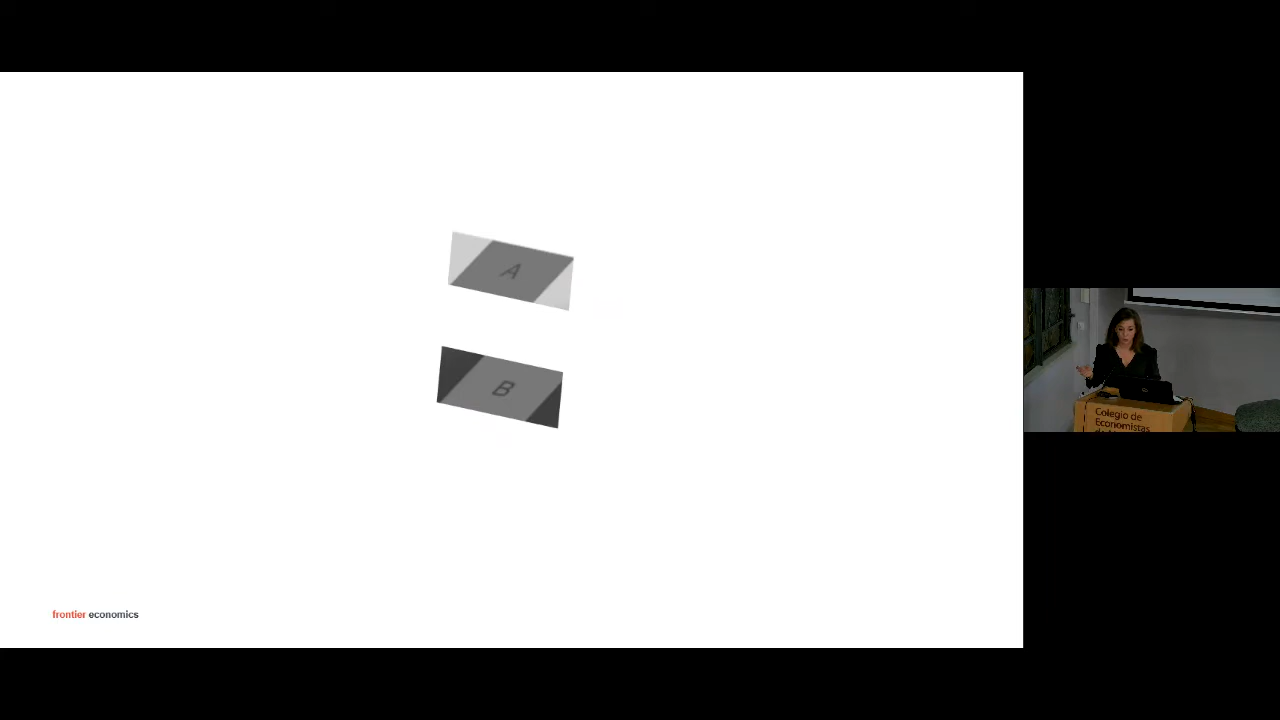 A
B
frontier economics
Colegio de
Economistas